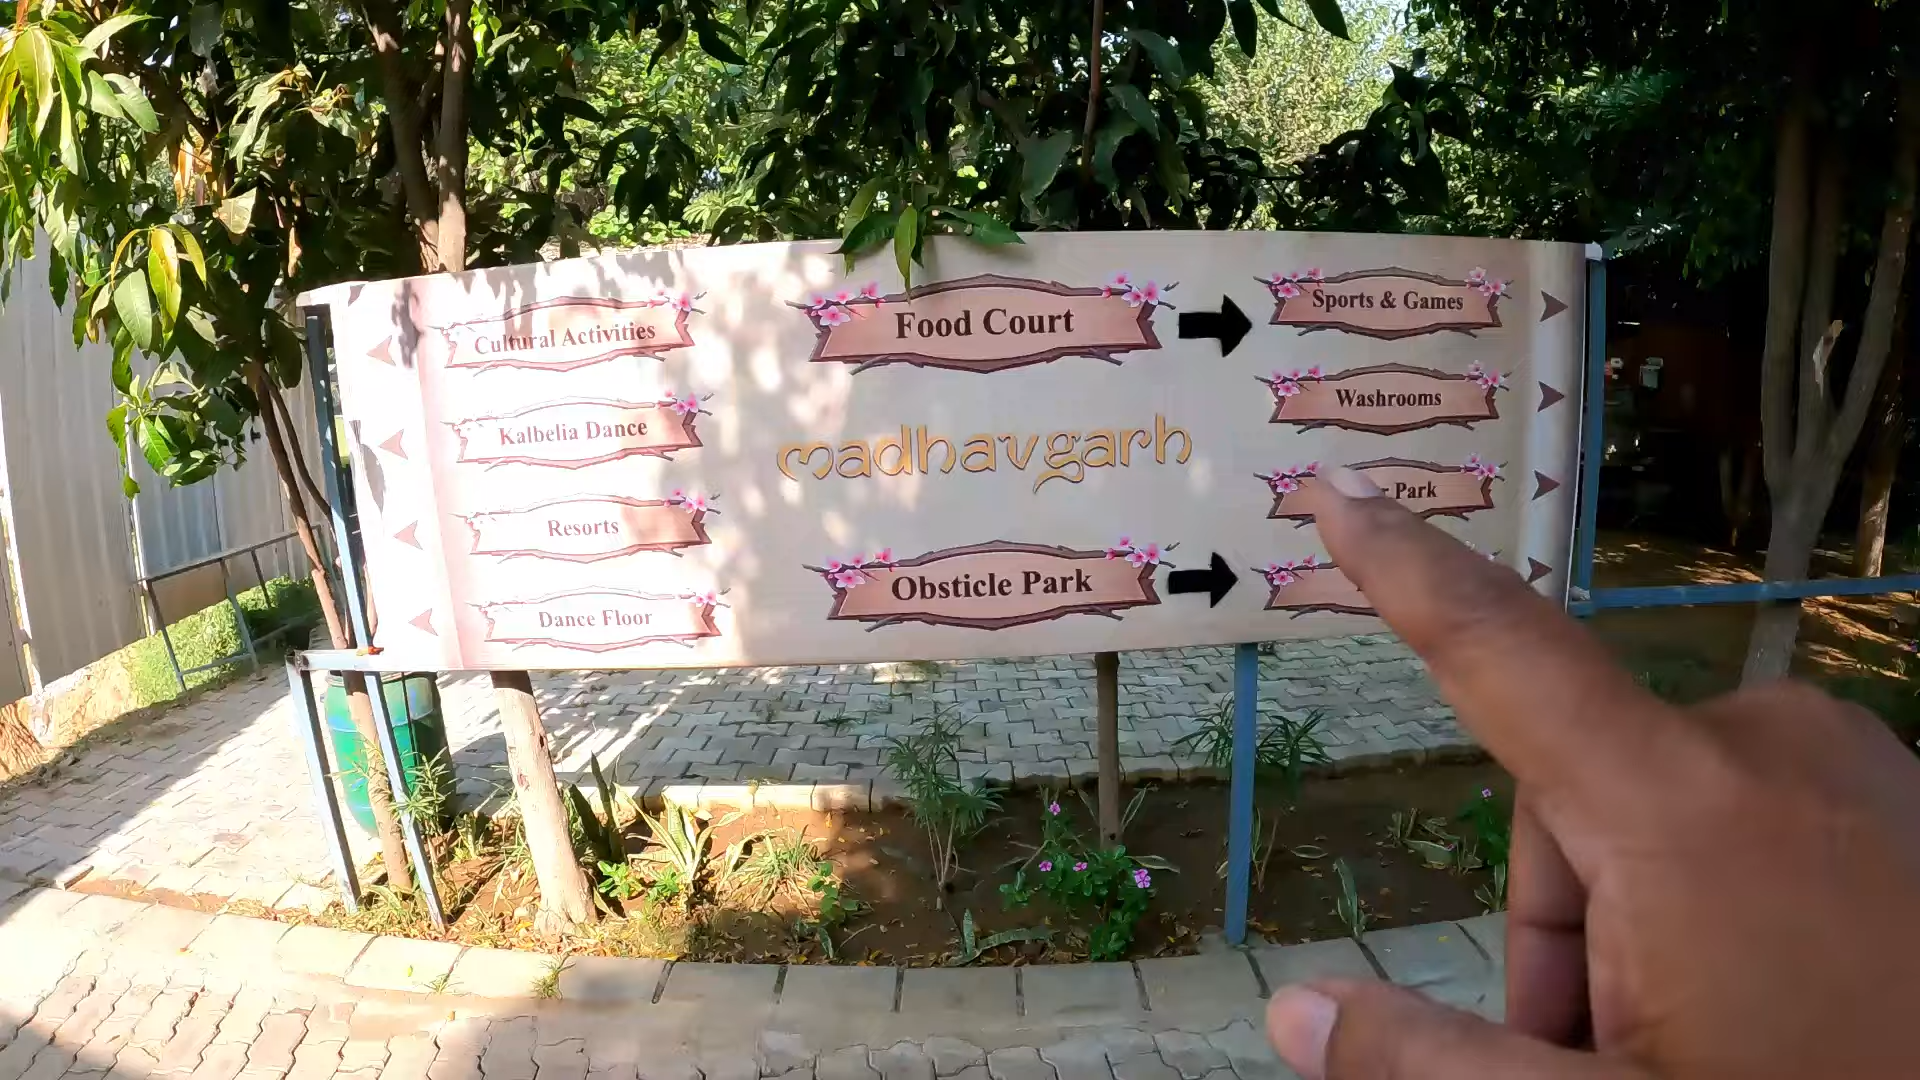 Cultural Activities
Kalbelia Dance
Resorts
Dance Floor
Food Court
madhavgarh
Obsticle Park
Sports & Games
Washrooms
Park